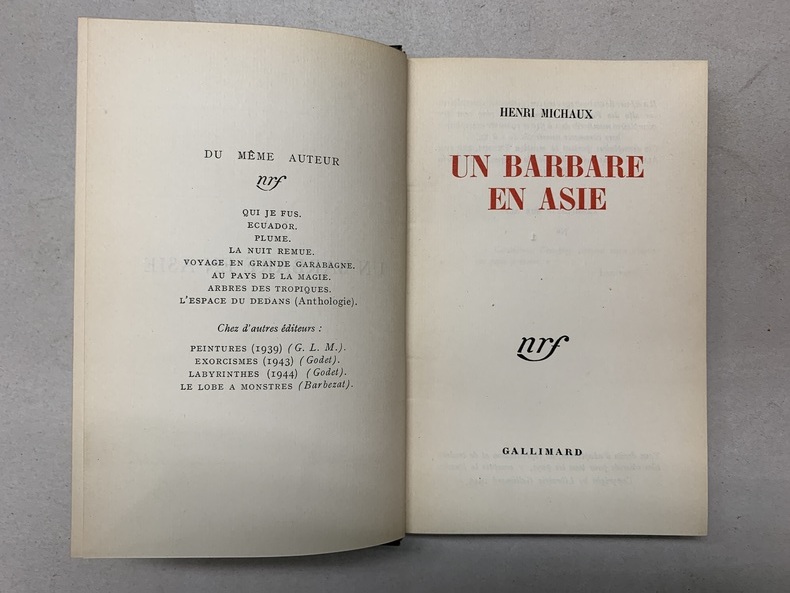 DU MÊME AUTEUR
nrf
QUI JE FUS.
ECUADOR.
PLUME.
LA NUIT REMUE.
VOYAGE EN GRANDE GARABAGNE.
AU PAYS DE LA MAGIE.
ARBRES DES TROPIQUES.
L'ESPACE DU DEDANS (Anthologie).
Chez d'autres éditeurs :
PEINTURES (1939) (G. L. M.).
EXORCISMES (1943) (Godet).
LABYRINTHES (1944) (Godet).
LE LOBE A MONSTRES (Barbezat).
HENRI MICHAUX
UN BARBARE
EN ASIE
nrf
GALLIMARD